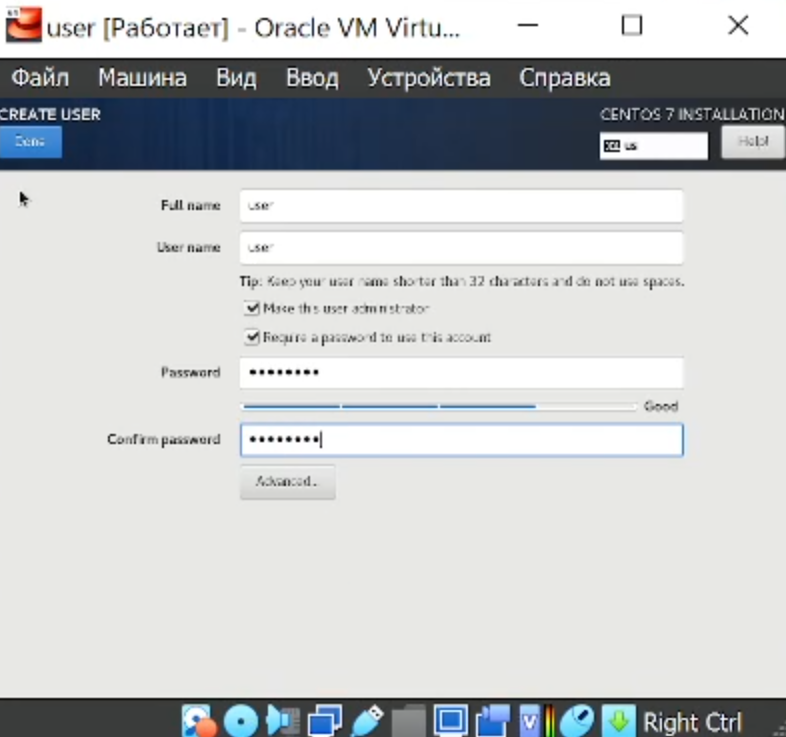 user [Работает] - Oracle VM Virtu...
Файл Машина Вид Ввод Устройства Справка
CREATE USER
CENTOS 7 INSTALLATION
Done
us
Help!
Full name
user
User name
user
Tip: Keep your user name shorter than 32 characters and do not use spaces.
Make this user administrator
Require a password to use this account
Password
••••••••
Good
Confirm password
••••••••
Advanced...
Right Ctrl